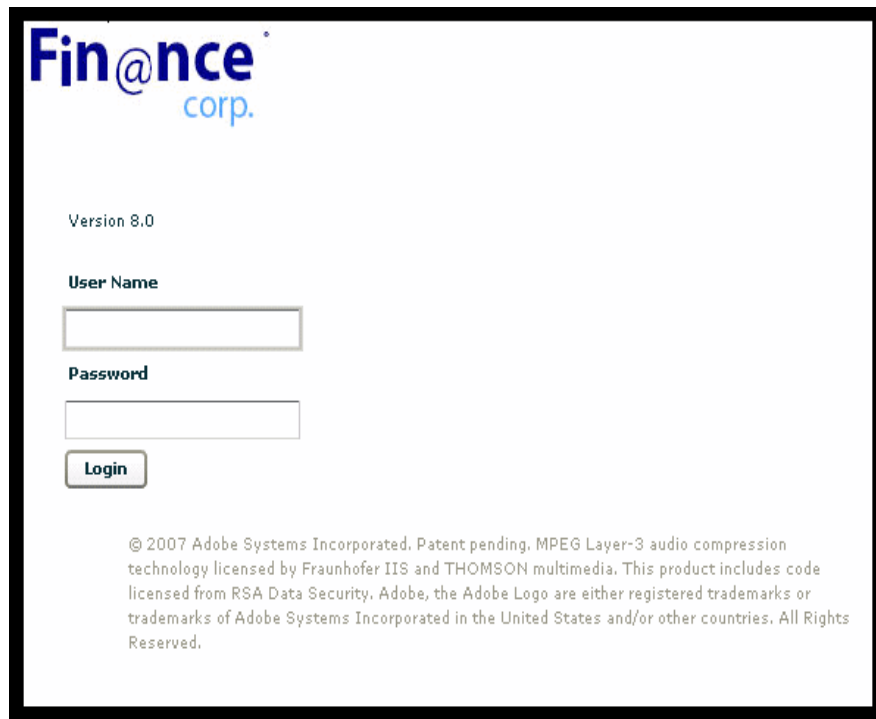 Fin@nce
corp.
Version 8.0
User Name
Password
Login
© 2007 Adobe Systems Incorporated. Patent pending. MPEG Layer-3 audio compression
technology licensed by Fraunhofer IIS and THOMSON multimedia. This product includes code
licensed from RSA Data Security. Adobe, the Adobe Logo are either registered trademarks or
trademarks of Adobe Systems Incorporated in the United States and/or other countries. All Rights
Reserved.